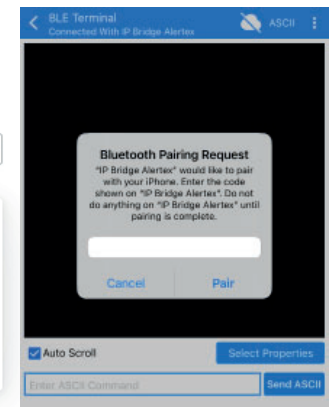 BLE Terminal
Connected With IP Bridge Alertex
ASCII
Bluetooth Pairing Request
"IP Bridge Alertex" would like to pair
with your iPhone. Enter the code
shown on "IP Bridge Alertex". Do not
do anything on "IP Bridge Alertex" until
pairing is complete.
Cancel Pair
Auto Scroll Select Properties
Enter ASCII Command Send ASCII